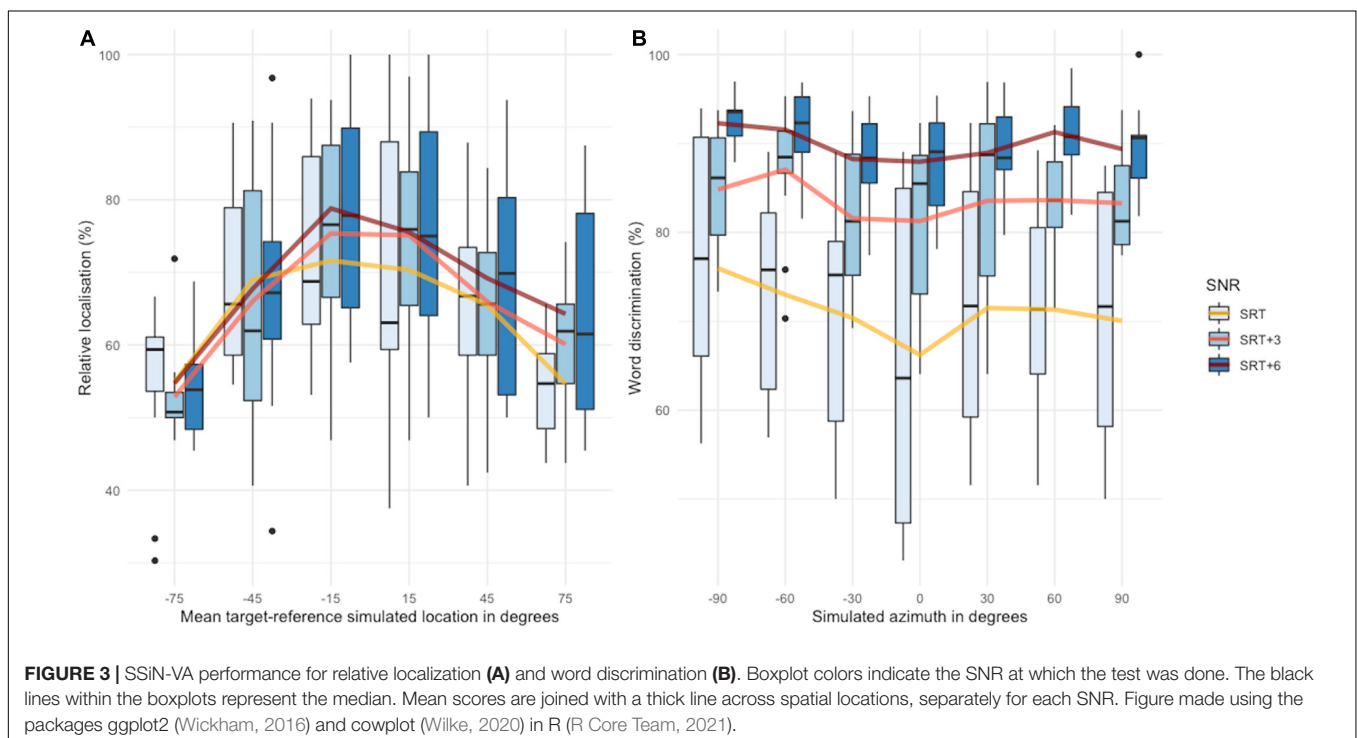 A
100
80
60
40
Relative localisation (%)
-75 -45 -15 15 45 75
Mean target-reference simulated location in degrees
B
100
80
60
Word discrimination (%)
-90 -60 -30 0 30 60 90
Simulated azimuth in degrees
SNR
SRT
SRT+3
SRT+6
FIGURE 3 | SSiN-VA performance for relative localization (A) and word discrimination (B). Boxplot colors indicate the SNR at which the test was done. The black
lines within the boxplots represent the median. Mean scores are joined with a thick line across spatial locations, separately for each SNR. Figure made using the
packages ggplot2 (Wickham, 2016) and cowplot (Wilke, 2020) in R (R Core Team, 2021).